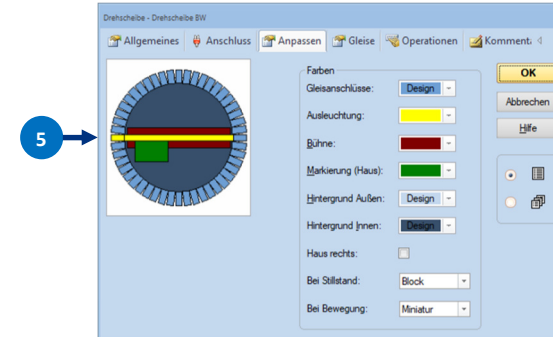 Drehscheibe - Drehscheibe BW
Allgemeines Anschluss Anpassen Gleise Operationen Komment.
Farben
Gleisanschlüsse: Design
OK
Ausleuchtung:
Abbrechen
5
Bühne:
Hilfe
Markierung (Haus):
Hintergrund Außen: Design
Hintergrund Innen: Design
Haus rechts:
Bei Stillstand: Block
Bei Bewegung: Miniatur